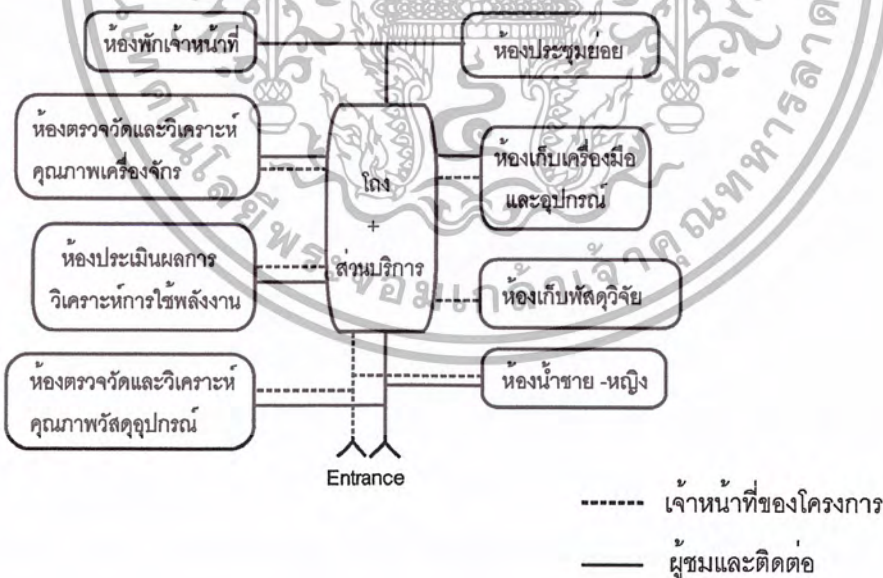 ห้องพักเจ้าหน้าที่
ห้องประชุมย่อย
ห้องตรวจวัดและวิเคราะห์
คุณภาพเครื่องจักร
โถง
+
ส่วนบริการ
ห้องเก็บเครื่องมือ
และอุปกรณ์
ห้องประเมินผลการ
วิเคราะห์การใช้พลังงาน
ห้องเก็บพัสดุวิจัย
ห้องตรวจวัดและวิเคราะห์
คุณภาพวัสดุอุปกรณ์
ห้องน้ำชาย -หญิง
Entrance
เจ้าหน้าที่ของโครงการ
ผู้ชมและติดต่อ